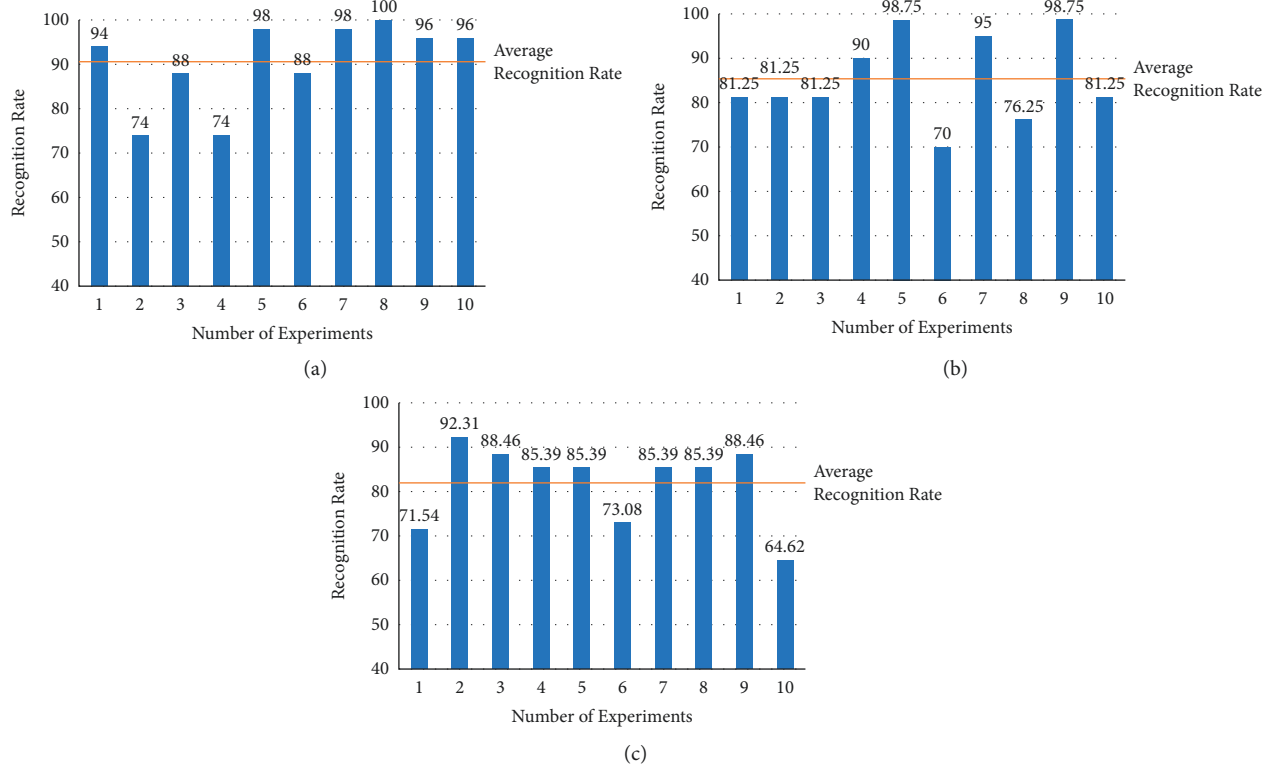 100
90
80
70
60
50
40
Recognition Rate
94
74
88
74
98
88
98
100
96
96
Average
Recognition Rate
1 2 3 4 5 6 7 8 9 10
Number of Experiments
(a)
100
90
80
70
60
50
40
Recognition Rate
81.25
81.25
81.25
90
98.75
70
95
76.25
98.75
81.25
Average
Recognition Rate
1 2 3 4 5 6 7 8 9 10
Number of Experiments
(b)
100
90
80
70
60
50
40
Recognition Rate
71.54
92.31
88.46
85.39
85.39
73.08
85.39
85.39
88.46
64.62
Average
Recognition Rate
1 2 3 4 5 6 7 8 9 10
Number of Experiments
(c)